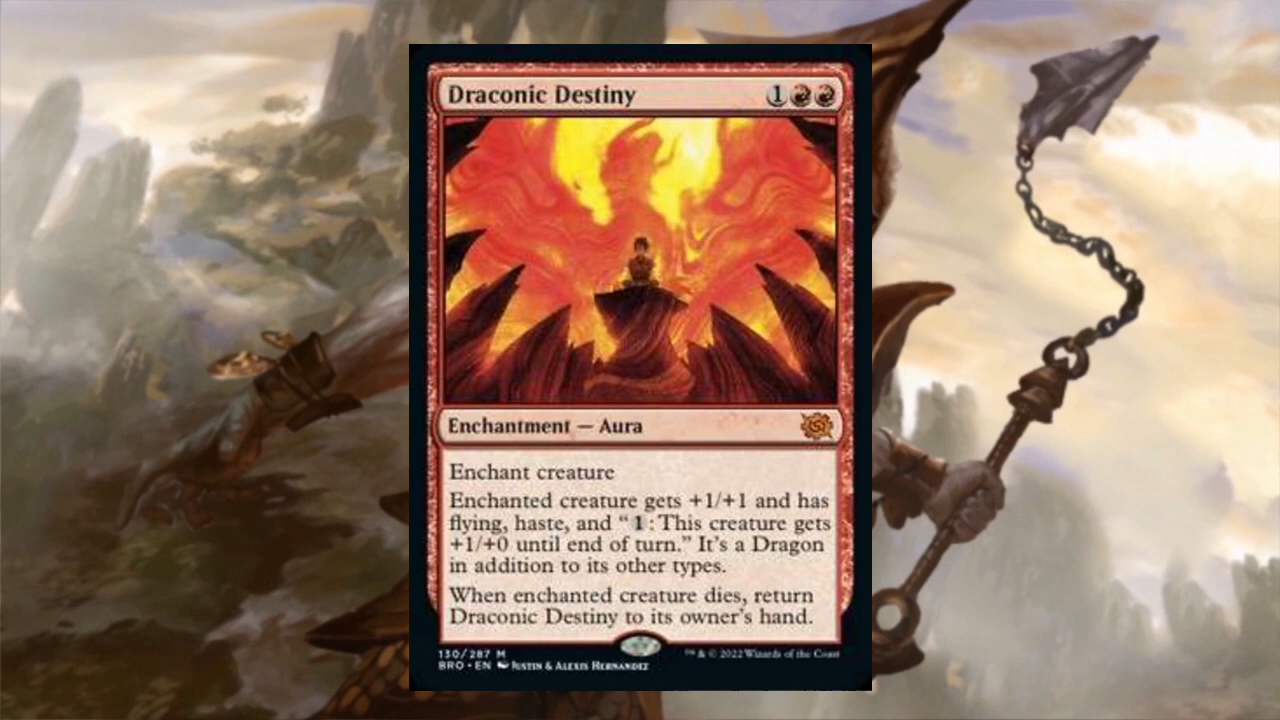 Draconic Destiny 1
Enchantment — Aura
Enchant creature
Enchanted creature gets +1/+1 and has
flying, haste, and “1: This creature gets
+1/+0 until end of turn.” It's a Dragon
in addition to its other types.
When enchanted creature dies, return
Draconic Destiny to its owner's hand.
130/287 M
BRO • EN Justin & Alexis Hernandez
™ & © 2022 Wizards of the Coast